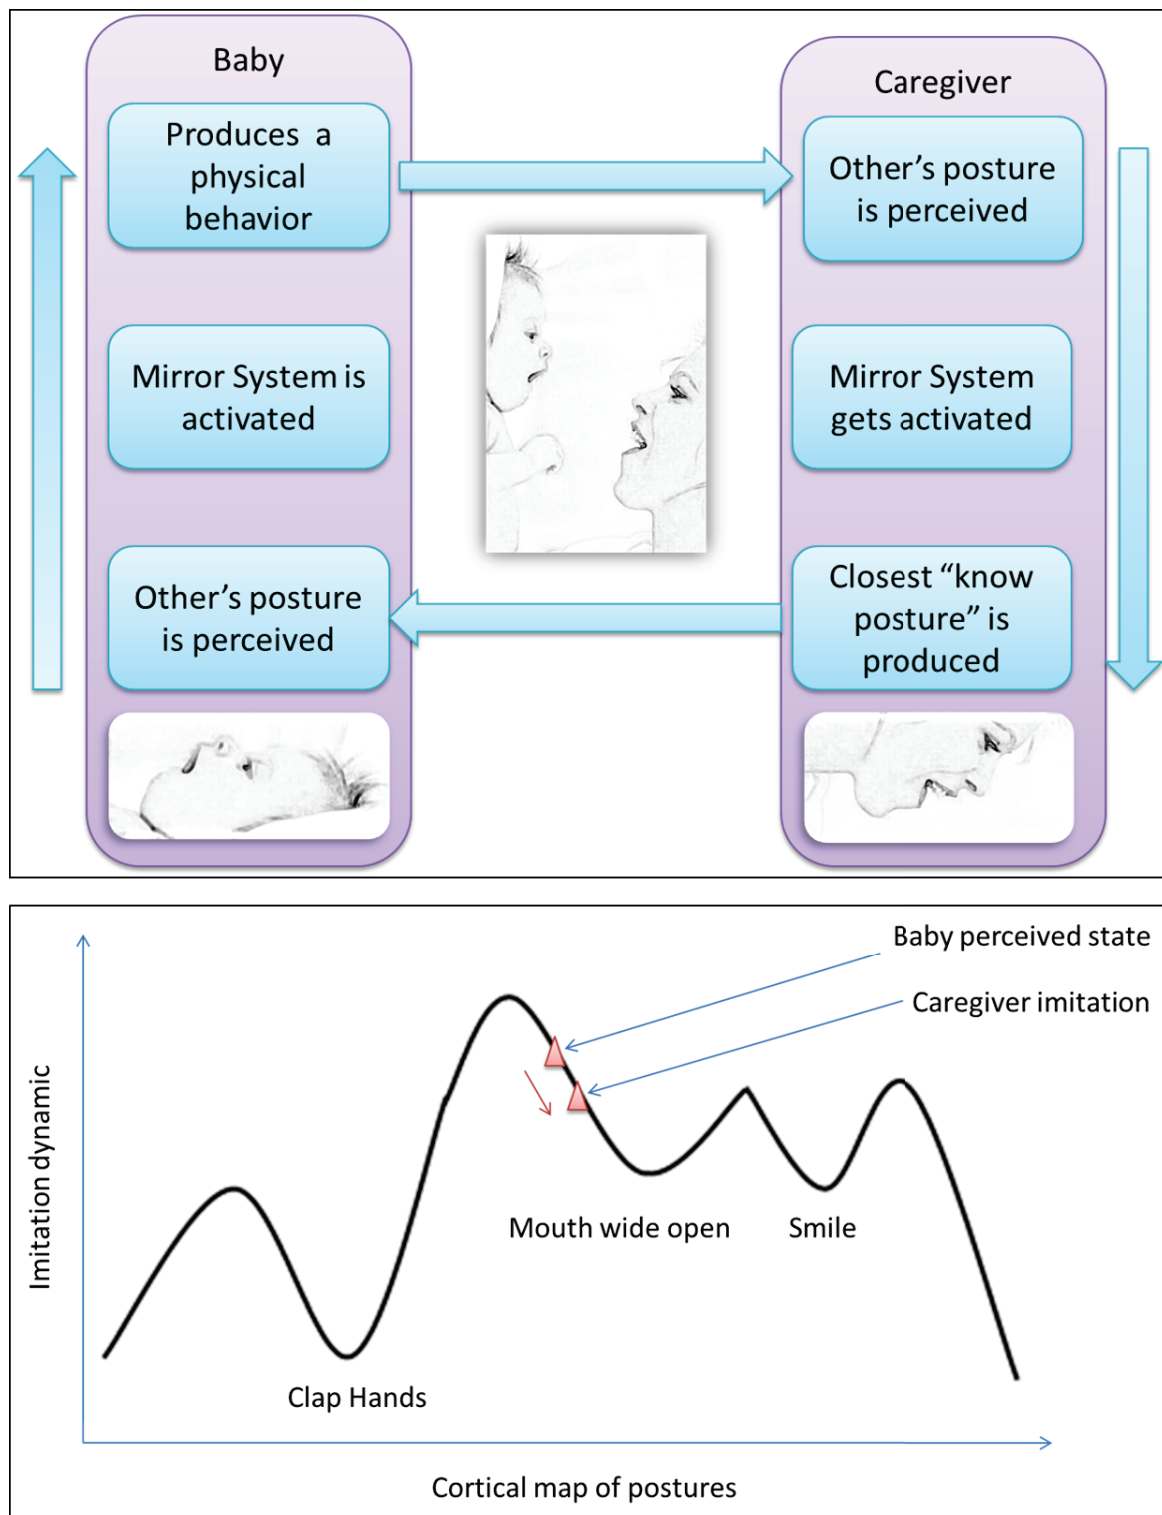 Baby
Produces a
physical
behavior
Mirror System is
activated
Other's posture
is perceived
Caregiver
Other's posture
is perceived
Mirror System
gets activated
Closest “know
posture” is
produced
Baby perceived state
Caregiver imitation
Imitation dynamic
Mouth wide open
Smile
Clap Hands
Cortical map of postures